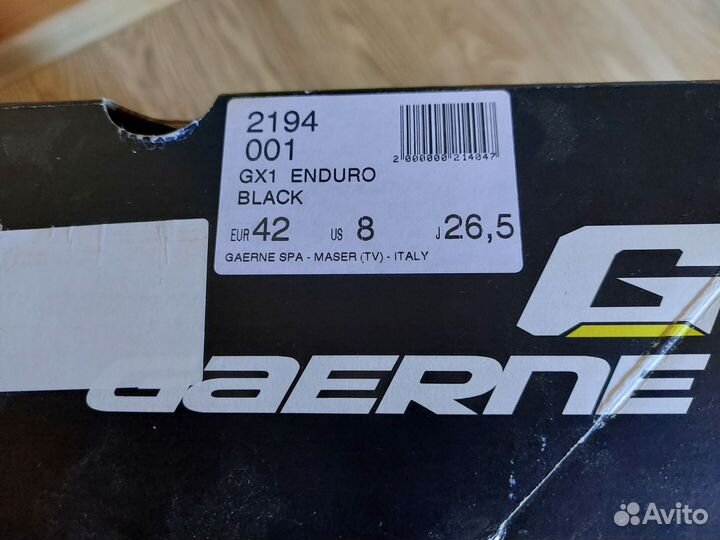 2194
001
GX1 ENDURO
BLACK
EUR 42 US 8 J 26,5
GAERNE SPA - MASER (TV) - ITALY
2 000000 214047
G
GAERNE
Avito